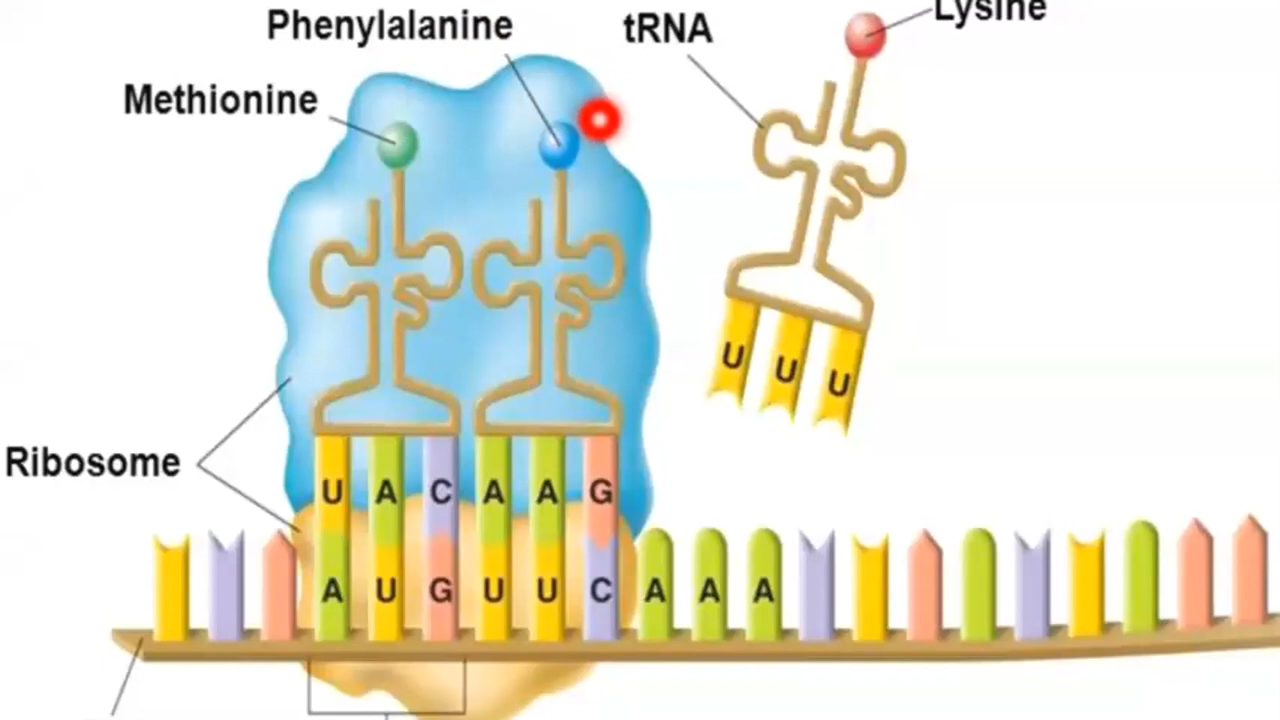 Phenylalanine
tRNA
Lysine
Methionine
U U U
Ribosome
U A C A A G
A U G U U C A A A